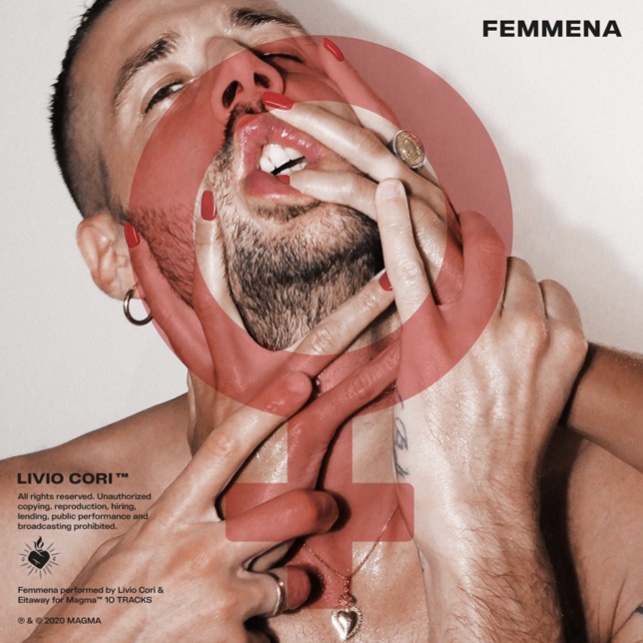 FEMMENA
LIVIO CORI™
All rights reserved. Unauthorized
copying, reproduction, hiring,
lending, public performance and
broadcasting prohibited.
Femmena performed by Livio Cori &
Eitaway for Magma™ 10 TRACKS
℗ & © 2020 MAGMA